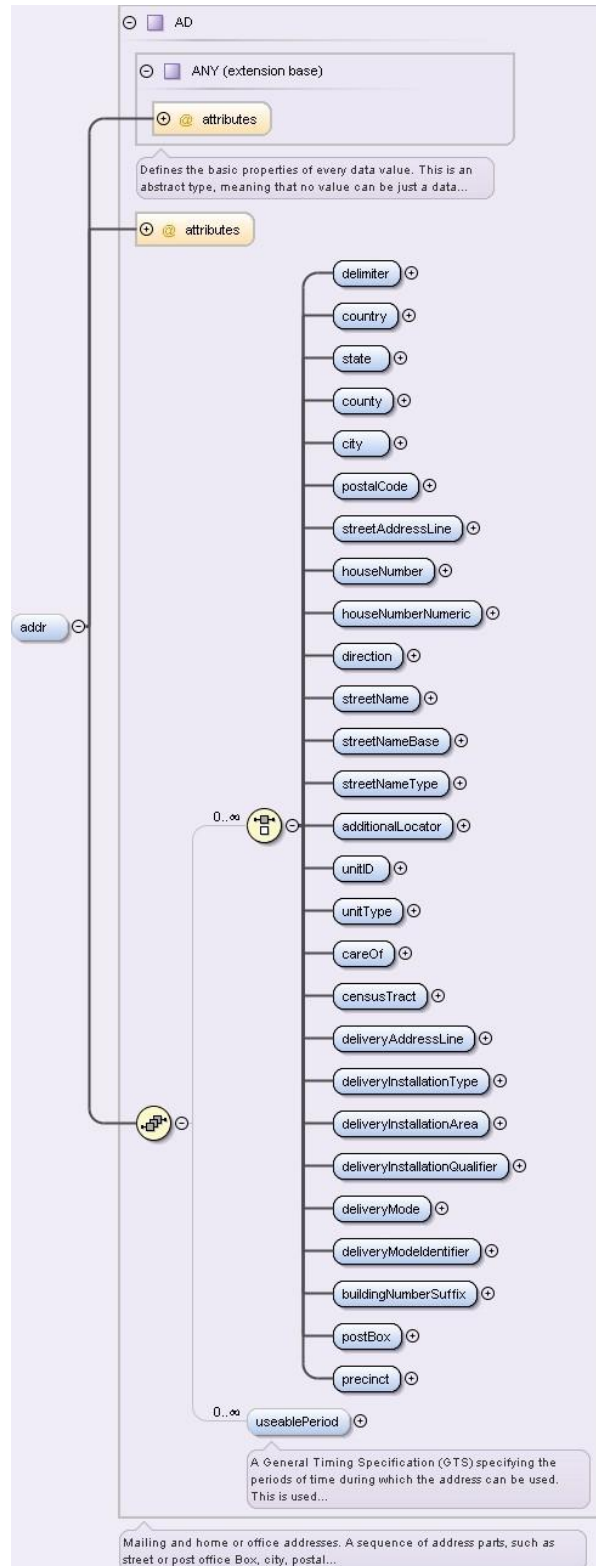 AD
ANY (extension base)
@ attributes
Defines the basic properties of every data value. This is an
abstract type, meaning that no value can be just a data...
@ attributes
delimiter
country
state
county
city
postalCode
streetAddressLine
houseNumber
houseNumberNumeric
addr
direction
streetName
streetNameBase
streetNameType
0..∞
additionalLocator
unitID
unitType
careOf
censusTract
deliveryAddressLine
deliveryInstallationType
deliveryInstallationArea
deliveryInstallationQualifier
deliveryMode
deliveryModeIdentifier
buildingNumberSuffix
postBox
precinct
0..∞
useablePeriod
A General Timing Specification (GTS) specifying the
periods of time during which the address can be used.
This is used...
Mailing and home or office addresses. A sequence of address parts, such as
street or post office Box, city, postal...